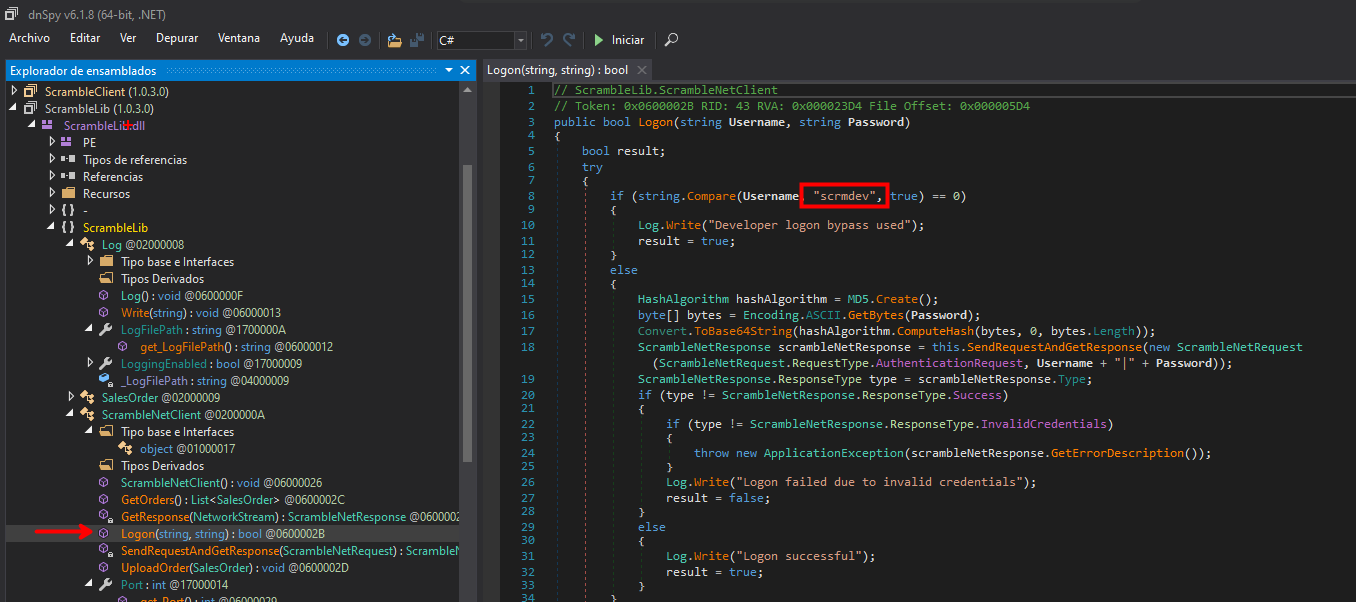 dnSpy v6.1.8 (64-bit, .NET)
Archivo Editar Ver Depurar Ventana Ayuda C# Iniciar
Explorador de ensamblados
ScrambleClient (1.0.3.0)
ScrambleLib (1.0.3.0)
ScrambleLib.dll
PE
Tipos de referencias
Referencias
Recursos
{ } -
{ } ScrambleLib
Log @02000008
Tipo base e Interfaces
Tipos Derivados
Log() : void @0600000F
Write(string) : void @06000013
LogFilePath : string @1700000A
get_LogFilePath() : string @06000012
LoggingEnabled : bool @17000009
_LogFilePath : string @04000009
SalesOrder @02000009
ScrambleNetClient @0200000A
Tipo base e Interfaces
object @01000017
Tipos Derivados
ScrambleNetClient() : void @06000026
GetOrders() : List<SalesOrder> @0600002C
GetResponse(NetworkStream) : ScrambleNetResponse @0600002
Logon(string, string) : bool @0600002B
SendRequestAndGetResponse(ScrambleNetRequest) : ScrambleN
UploadOrder(SalesOrder) : void @0600002D
Port : int @17000014
get_Port() : int @06000029
Logon(string, string) : bool
1 // ScrambleLib.ScrambleNetClient
2 // Token: 0x0600002B RID: 43 RVA: 0x000023D4 File Offset: 0x000005D4
3 public bool Logon(string Username, string Password)
4 {
5 bool result;
6 try
7 {
8 if (string.Compare(Username, "scrmdev", true) == 0)
9 {
10 Log.Write("Developer logon bypass used");
11 result = true;
12 }
13 else
14 {
15 HashAlgorithm hashAlgorithm = MD5.Create();
16 byte[] bytes = Encoding.ASCII.GetBytes(Password);
17 Convert.ToBase64String(hashAlgorithm.ComputeHash(bytes, 0, bytes.Length));
18 ScrambleNetResponse scrambleNetResponse = this.SendRequestAndGetResponse(new ScrambleNetRequest
(ScrambleNetRequest.RequestType.AuthenticationRequest, Username + "|" + Password));
19 ScrambleNetResponse.ResponseType type = scrambleNetResponse.Type;
20 if (type != ScrambleNetResponse.ResponseType.Success)
21 {
22 if (type != ScrambleNetResponse.ResponseType.InvalidCredentials)
23 {
24 throw new ApplicationException(scrambleNetResponse.GetErrorDescription());
25 }
26 Log.Write("Logon failed due to invalid credentials");
27 result = false;
28 }
29 else
30 {
31 Log.Write("Logon successful");
32 result = true;
33 }
34 }